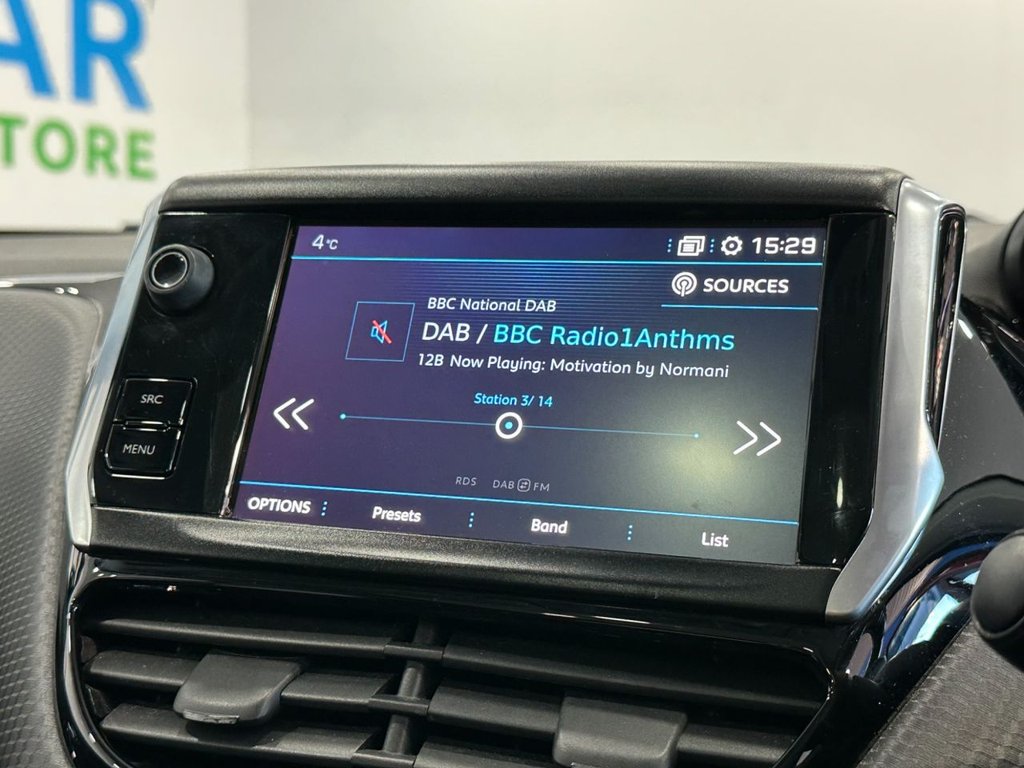 AR
TORE
4°C
15:29
SOURCES
BBC National DAB
DAB / BBC Radio1Anthms
12B Now Playing: Motivation by Normani
Station 3/ 14
RDS DAB FM
OPTIONS Presets Band List
SRC
MENU